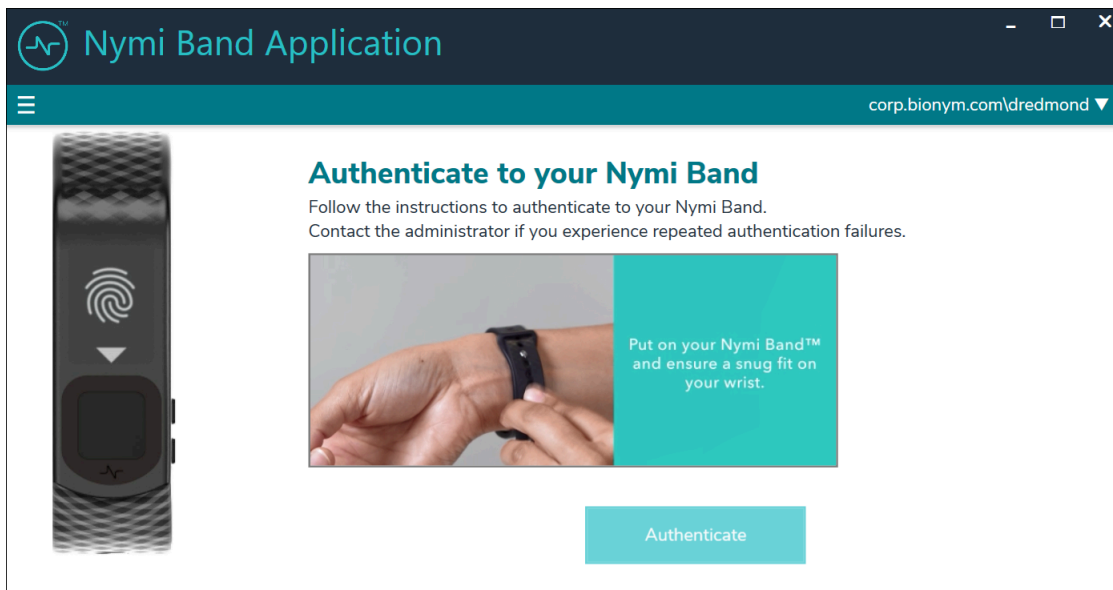 Nymi Band Application
TM
corp.bionym.com\dredmond ▼
Authenticate to your Nymi Band
Follow the instructions to authenticate to your Nymi Band.
Contact the administrator if you experience repeated authentication failures.
Put on your Nymi Band™
and ensure a snug fit on
your wrist.
Authenticate